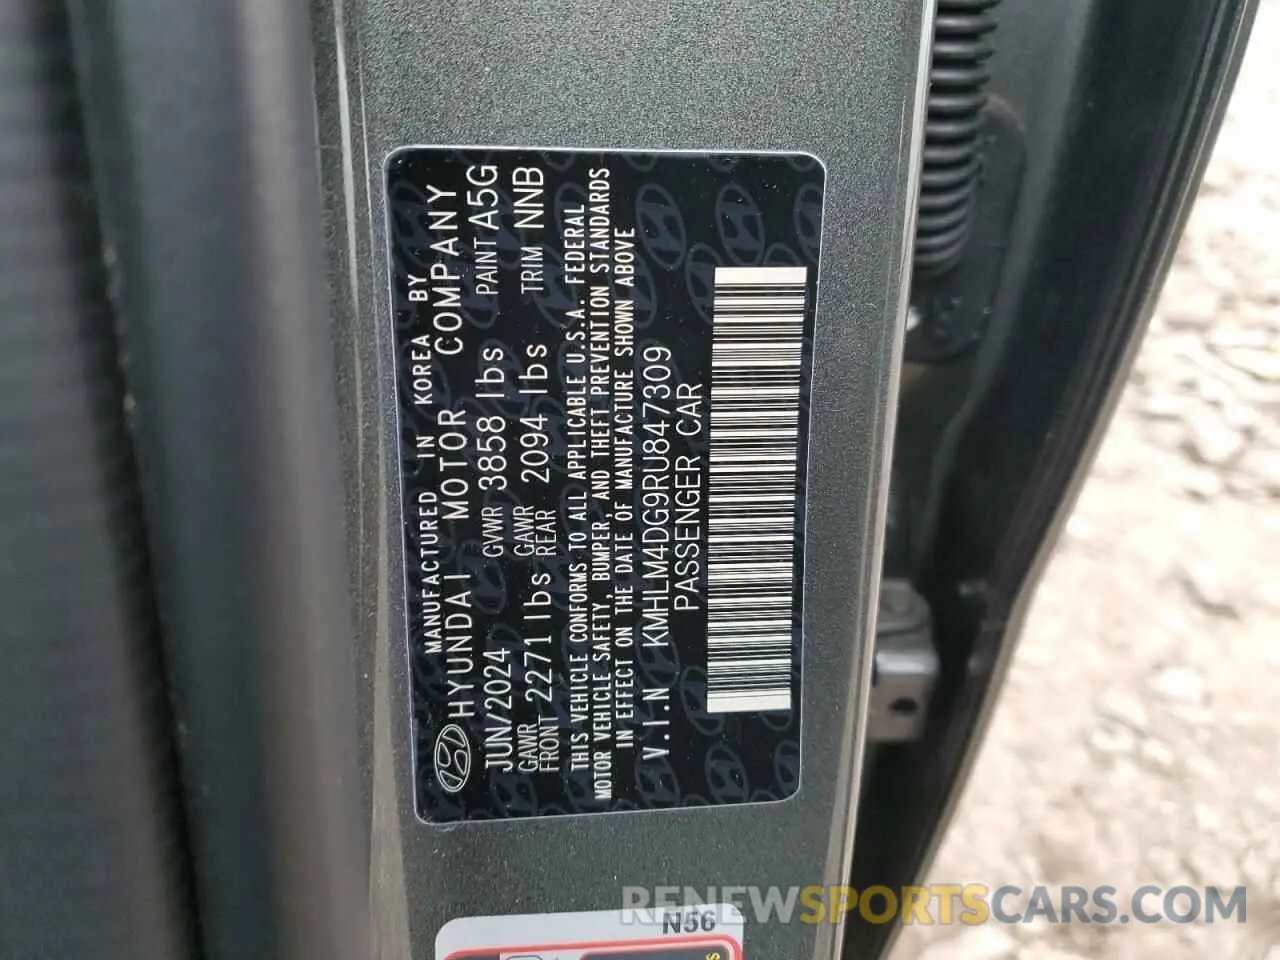 MANUFACTURED IN KOREA BY
HYUNDAI MOTOR COMPANY
JUN/2024 GVWR 3858 lbs PAINT A5G
GAWR FRONT 2271 lbs GAWR REAR 2094 lbs TRIM NNB
THIS VEHICLE CONFORMS TO ALL APPLICABLE U.S.A. FEDERAL
MOTOR VEHICLE SAFETY, BUMPER, AND THEFT PREVENTION STANDARDS
IN EFFECT ON THE DATE OF MANUFACTURE SHOWN ABOVE
V.I.N KMHLM4DG9RU847309
PASSENGER CAR
N56
RENEWSPORTSCARS.COM